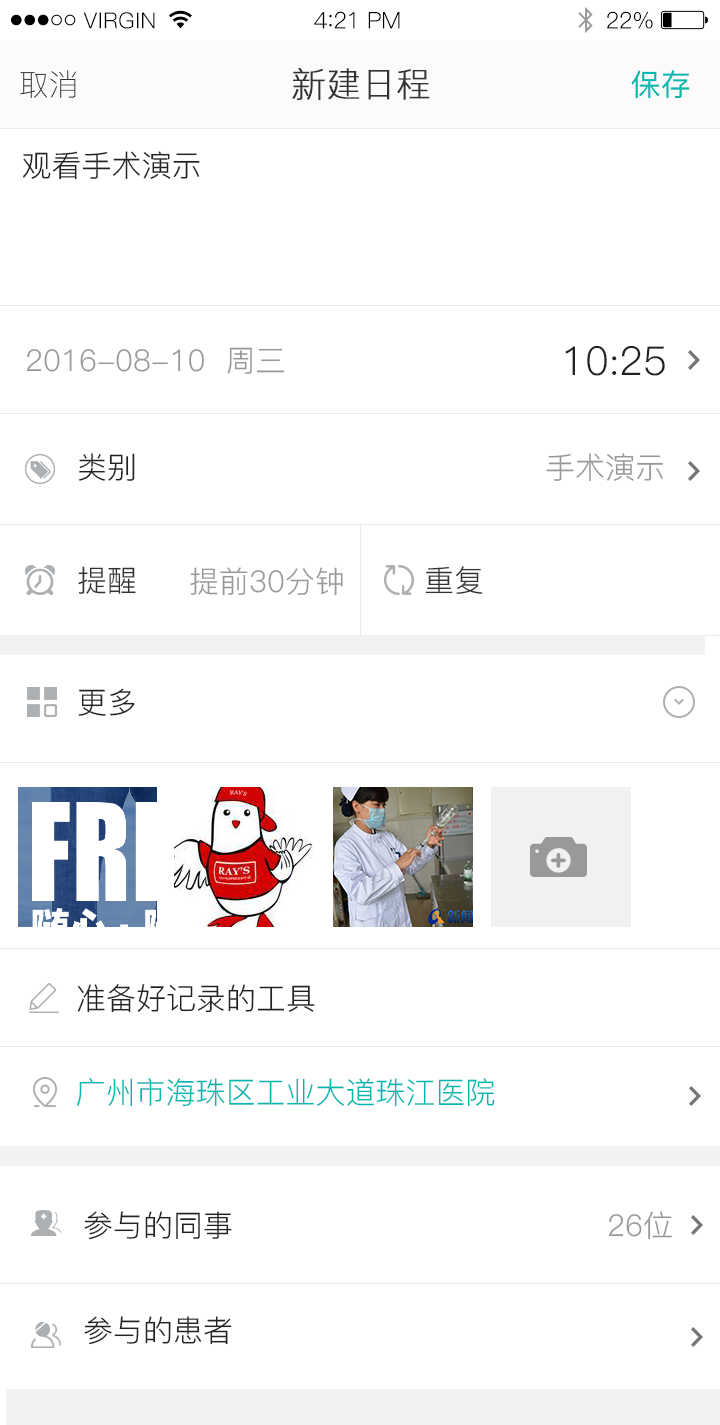 VIRGIN 4:21 PM 22%
取消 新建日程 保存
观看手术演示
2016-08-10 周三 10:25
类别 手术演示
提醒 提前30分钟 重复
更多
RAY'S
FR
RAY'S
随心
准备好记录的工具
广州市海珠区工业大道珠江医院
参与的同事 26位
参与的患者